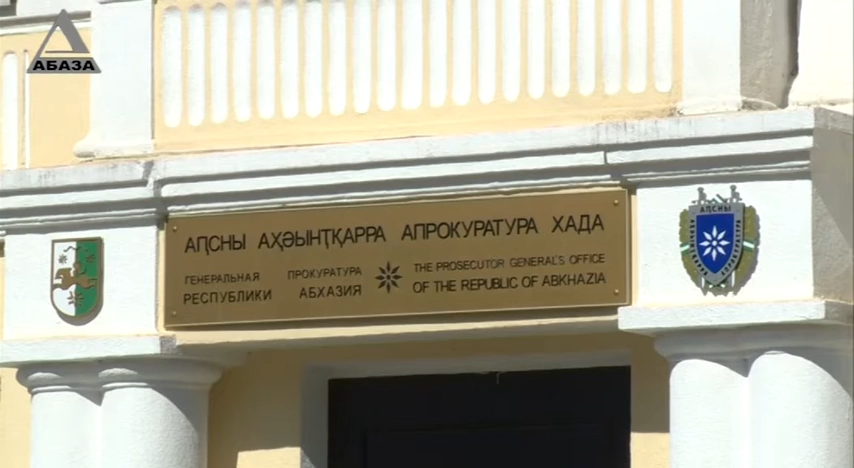 АБАЗА
АԤСНЫ АҲӘЫНҬҚАРРА АПРОКУРАТУРА ХАДА
ГЕНЕРАЛЬНАЯ ПРОКУРАТУРА
РЕСПУБЛИКИ АБХАЗИЯ
THE PROSECUTOR GENERAL'S OFFICE
OF THE REPUBLIC OF ABKHAZIA
АԤСНЫ